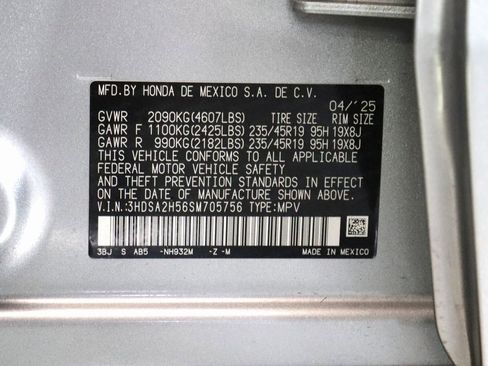 MFD.BY HONDA DE MEXICO S.A. DE C.V.
04/'25
GVWR 2090KG(4607LBS) TIRE SIZE RIM SIZE
GAWR F 1100KG(2425LBS) 235/45R19 95H 19X8J
GAWR R 990KG(2182LBS) 235/45R19 95H 19X8J
THIS VEHICLE CONFORMS TO ALL APPLICABLE
FEDERAL MOTOR VEHICLE SAFETY
AND THEFT PREVENTION STANDARDS IN EFFECT
ON THE DATE OF MANUFACTURE SHOWN ABOVE.
V.I.N.:3HDSA2H56SM705756 TYPE:MPV
3BJ S AB5 -NH932M -Z -M MADE IN MEXICO